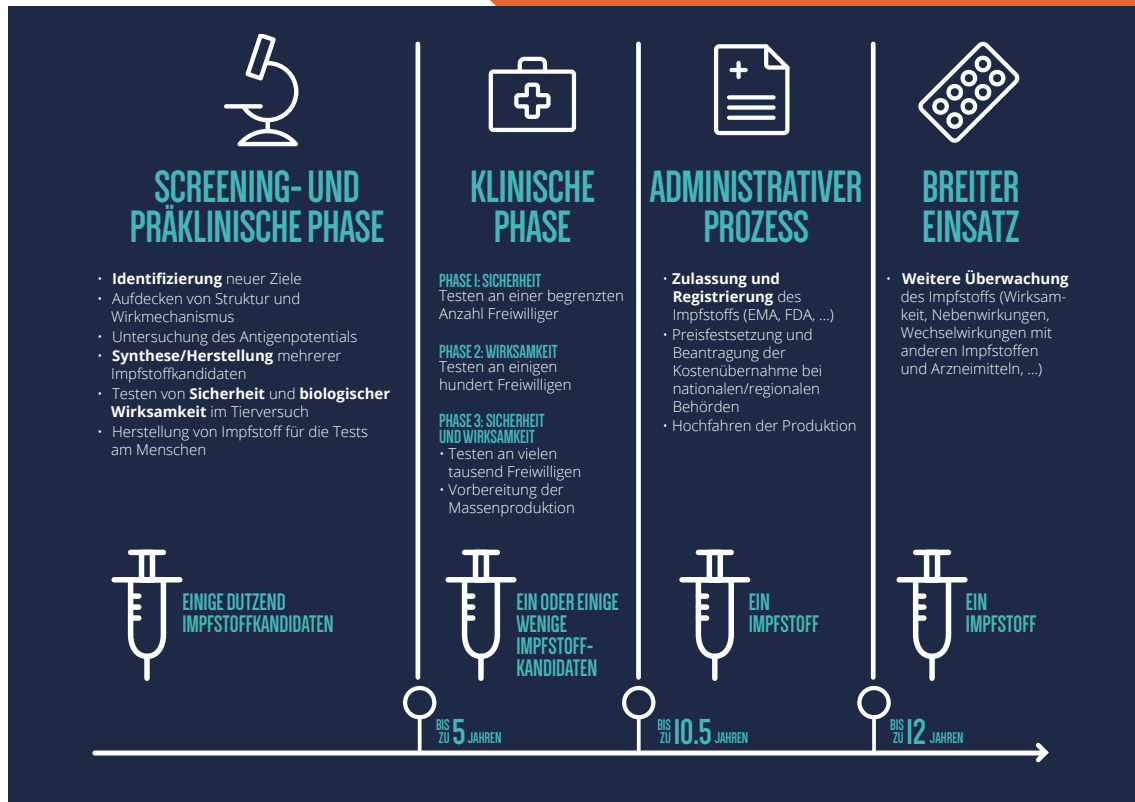 SCREENING- UND
PRÄKLINISCHE PHASE
· Identifizierung neuer Ziele
· Aufdecken von Struktur und
Wirkmechanismus
· Untersuchung des Antigenpotentials
· Synthese/Herstellung mehrerer
Impfstoffkandidaten
· Testen von Sicherheit und biologischer
Wirksamkeit im Tierversuch
· Herstellung von Impfstoff für die Tests
am Menschen
EINIGE DUTZEND
IMPFSTOFFKANDIDATEN
KLINISCHE
PHASE
PHASE I: SICHERHEIT
Testen an einer begrenzten
Anzahl Freiwilliger
PHASE 2: WIRKSAMKEIT
Testen an einigen
hundert Freiwilligen
PHASE 3: SICHERHEIT
UND WIRKSAMKEIT
· Testen an vielen
tausend Freiwilligen
· Vorbereitung der
Massenproduktion
EIN ODER EINIGE
WENIGE
IMPFSTOFF-
KANDIDATEN
ADMINISTRATIVER
PROZESS
· Zulassung und
Registrierung des
Impfstoffs (EMA, FDA, ...)
· Preisfestsetzung und
Beantragung der
Kostenübernahme bei
nationalen/regionalen
Behörden
· Hochfahren der Produktion
EIN
IMPFSTOFF
BREITER
EINSATZ
· Weitere Überwachung
des Impfstoffs (Wirksam-
keit, Nebenwirkungen,
Wechselwirkungen mit
anderen Impfstoffen
und Arzneimitteln, ...)
EIN
IMPFSTOFF
BIS ZU 5 JAHREN
BIS ZU 10.5 JAHREN
BIS ZU 12 JAHREN